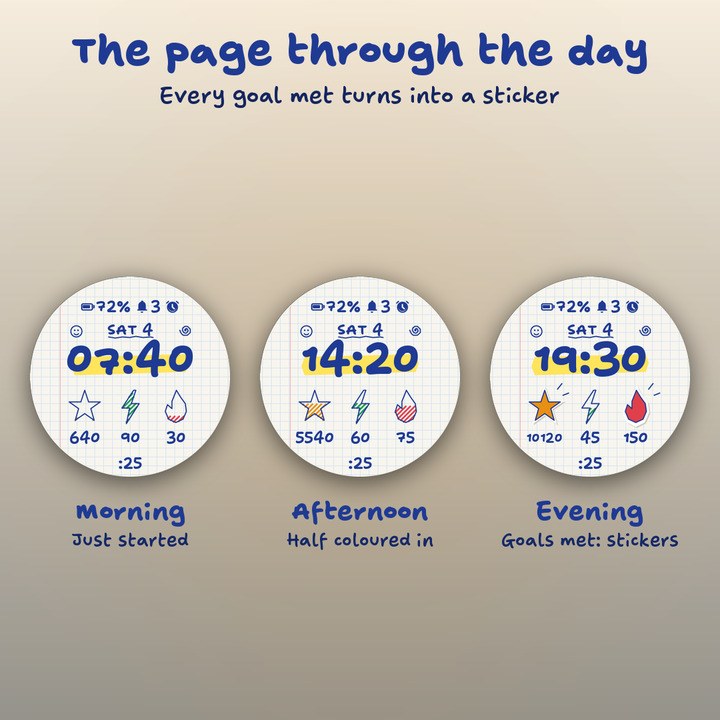 The page through the day
Every goal met turns into a sticker
72% 3
SAT 4
07:40
640 90 30
:25
72% 3
SAT 4
14:20
5540 60 75
:25
72% 3
SAT 4
19:30
10120 45 150
:25
Morning
Just started
Afternoon
Half coloured in
Evening
Goals met: stickers